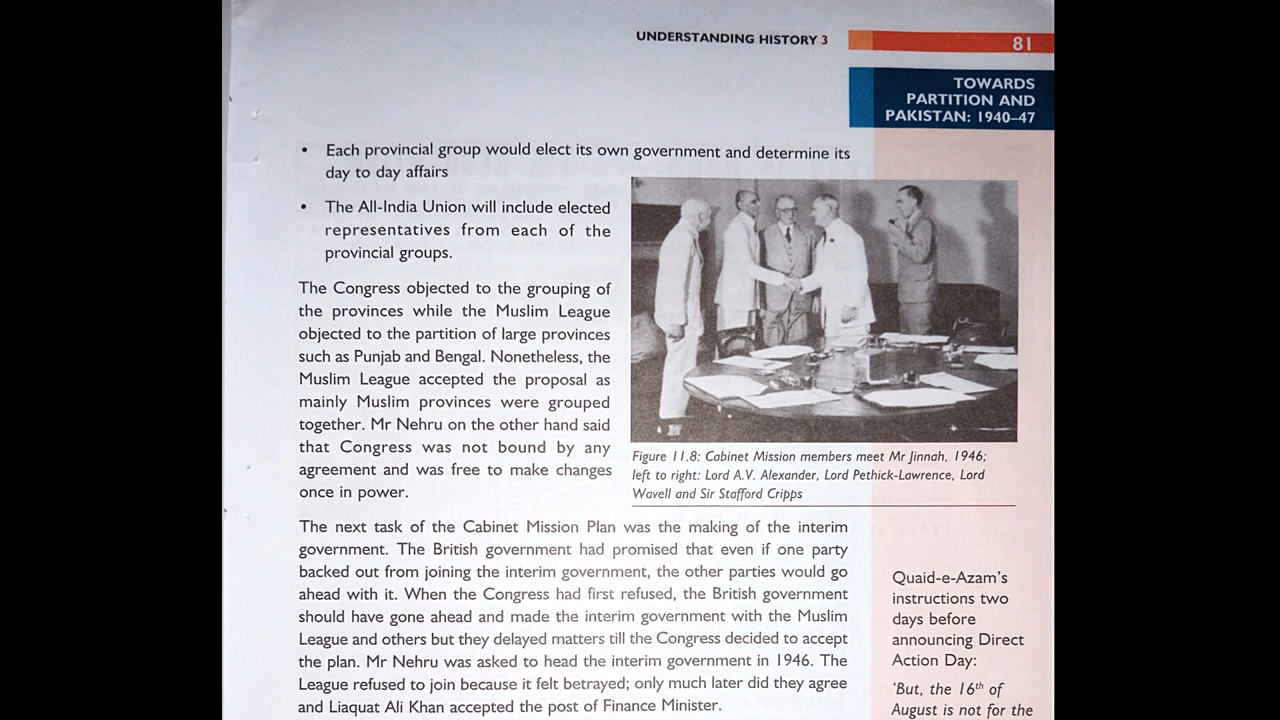 UNDERSTANDING HISTORY 3
81
TOWARDS
PARTITION AND
PAKISTAN: 1940–47
• Each provincial group would elect its own government and determine its
day to day affairs
• The All-India Union will include elected
representatives from each of the
provincial groups.
The Congress objected to the grouping of
the provinces while the Muslim League
objected to the partition of large provinces
such as Punjab and Bengal. Nonetheless, the
Muslim League accepted the proposal as
mainly Muslim provinces were grouped
together. Mr Nehru on the other hand said
that Congress was not bound by any
agreement and was free to make changes
once in power.
Figure 11.8: Cabinet Mission members meet Mr Jinnah, 1946;
left to right: Lord A.V. Alexander, Lord Pethick-Lawrence, Lord
Wavell and Sir Stafford Cripps
The next task of the Cabinet Mission Plan was the making of the interim
government. The British government had promised that even if one party
backed out from joining the interim government, the other parties would go
ahead with it. When the Congress had first refused, the British government
should have gone ahead and made the interim government with the Muslim
League and others but they delayed matters till the Congress decided to accept
the plan. Mr Nehru was asked to head the interim government in 1946. The
League refused to join because it felt betrayed; only much later did they agree
and Liaquat Ali Khan accepted the post of Finance Minister.
Quaid-e-Azam's
instructions two
days before
announcing Direct
Action Day:
'But, the 16th of
August is not for the